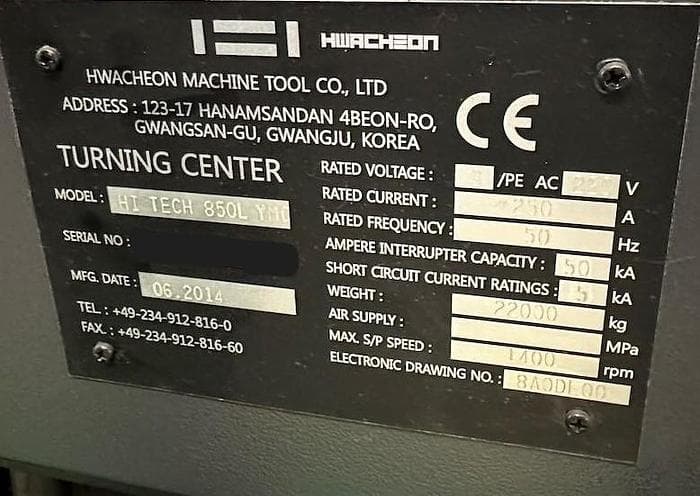 HWACHEON
HWACHEON MACHINE TOOL CO., LTD
ADDRESS : 123-17 HANAMSANDAN 4BEON-RO,
GWANGSAN-GU, GWANGJU, KOREA
CE
TURNING CENTER
MODEL : HI TECH 850L
SERIAL NO :
MFG. DATE : 06.2014
TEL. : +49-234-912-816-0
FAX. : +49-234-912-816-60
RATED VOLTAGE : /PE AC V
RATED CURRENT : 250 A
RATED FREQUENCY : 50 Hz
AMPERE INTERRUPTER CAPACITY : 50 kA
SHORT CIRCUIT CURRENT RATINGS : 5 kA
WEIGHT : 22000 kg
AIR SUPPLY : MPa
MAX. S/P SPEED : 1400 rpm
ELECTRONIC DRAWING NO. :